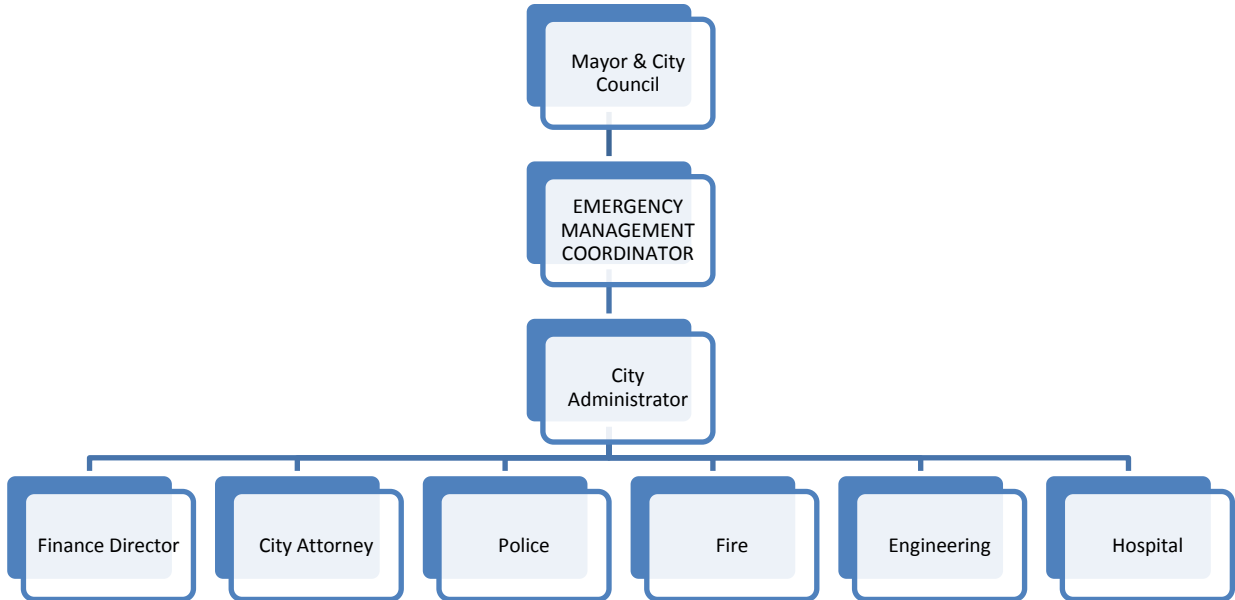 Mayor & City
Council
EMERGENCY
MANAGEMENT
COORDINATOR
City
Administrator
Finance Director
City Attorney
Police
Fire
Engineering
Hospital